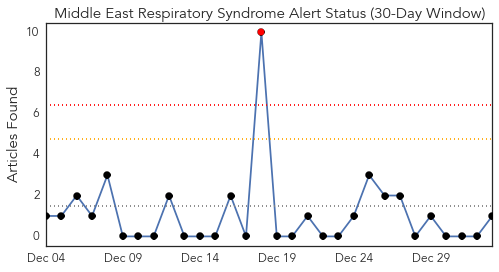 Middle East Respiratory Syndrome Alert Status (30-Day Window)
Articles Found
10
8
6
4
2
0
Dec 04 Dec 09 Dec 14 Dec 19 Dec 24 Dec 29